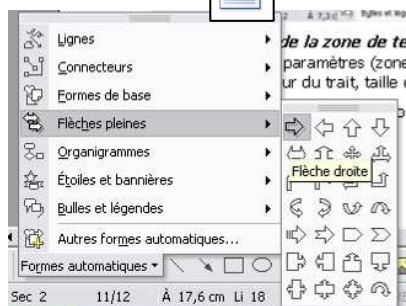 de la zone de te
Lignes
paramètres (zone
Connecteurs
ur du trait, taille
Formes de base
Flèches pleines
Organigrammes
Flèche droite
Étoiles et bannières
Bulles et légendes
Autres formes automatiques...
Formes automatiques
Sec 2 11/12 À 17,6 cm Li 18